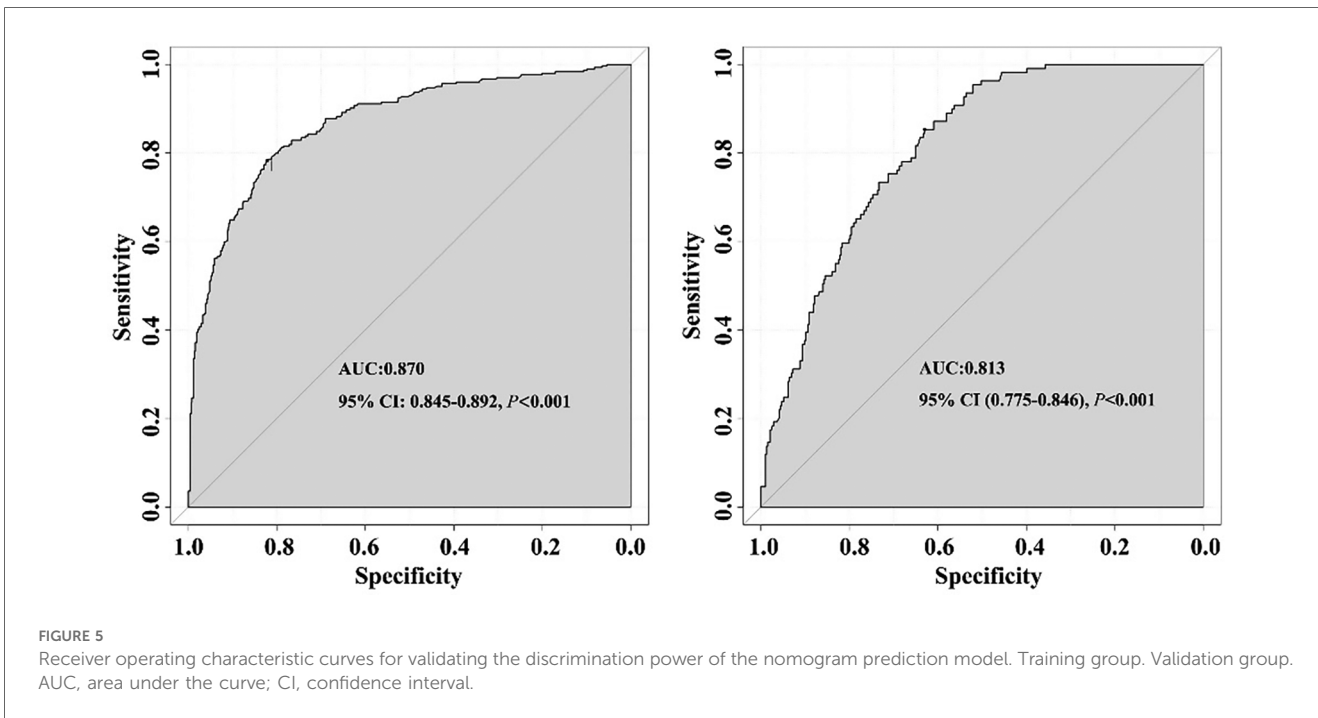 1.0
0.8
0.6
0.4
0.2
0.0
Sensitivity
AUC:0.870
95% CI: 0.845-0.892, P<0.001
1.0 0.8 0.6 0.4 0.2 0.0
Specificity
1.0
0.8
0.6
0.4
0.2
0.0
Sensitivity
AUC:0.813
95% CI (0.775-0.846), P<0.001
1.0 0.8 0.6 0.4 0.2 0.0
Specificity
FIGURE 5
Receiver operating characteristic curves for validating the discrimination power of the nomogram prediction model. Training group. Validation group.
AUC, area under the curve; CI, confidence interval.